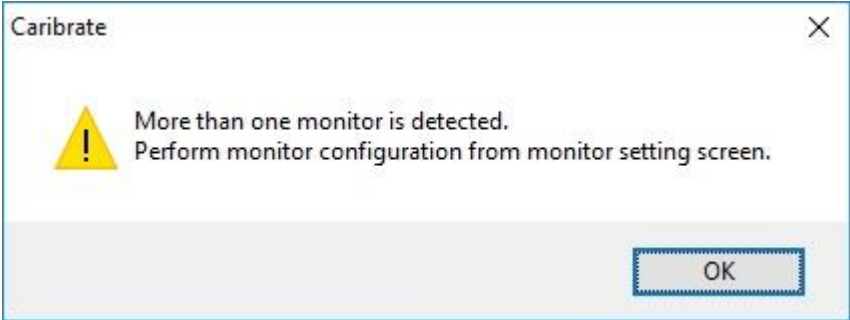 Caribrate
More than one monitor is detected.
Perform monitor configuration from monitor setting screen.
OK